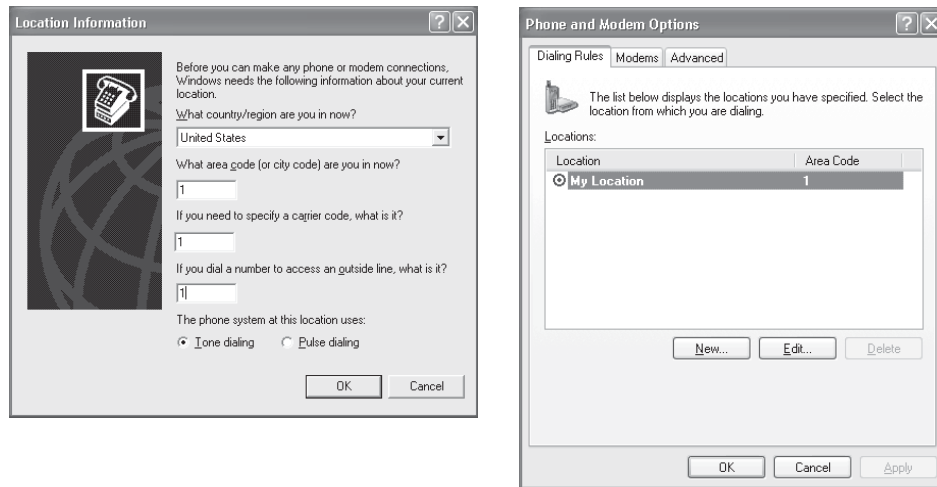 Location Information
Before you can make any phone or modem connections,
Windows needs the following information about your current
location.
What country/region are you in now?
United States
What area code (or city code) are you in now?
1
If you need to specify a carrier code, what is it?
1
If you dial a number to access an outside line, what is it?
1
The phone system at this location uses:
Tone dialing Pulse dialing
OK Cancel
Phone and Modem Options
Dialing Rules Modems Advanced
The list below displays the locations you have specified. Select the
location from which you are dialing.
Locations:
Location Area Code
My Location 1
New... Edit... Delete
OK Cancel Apply